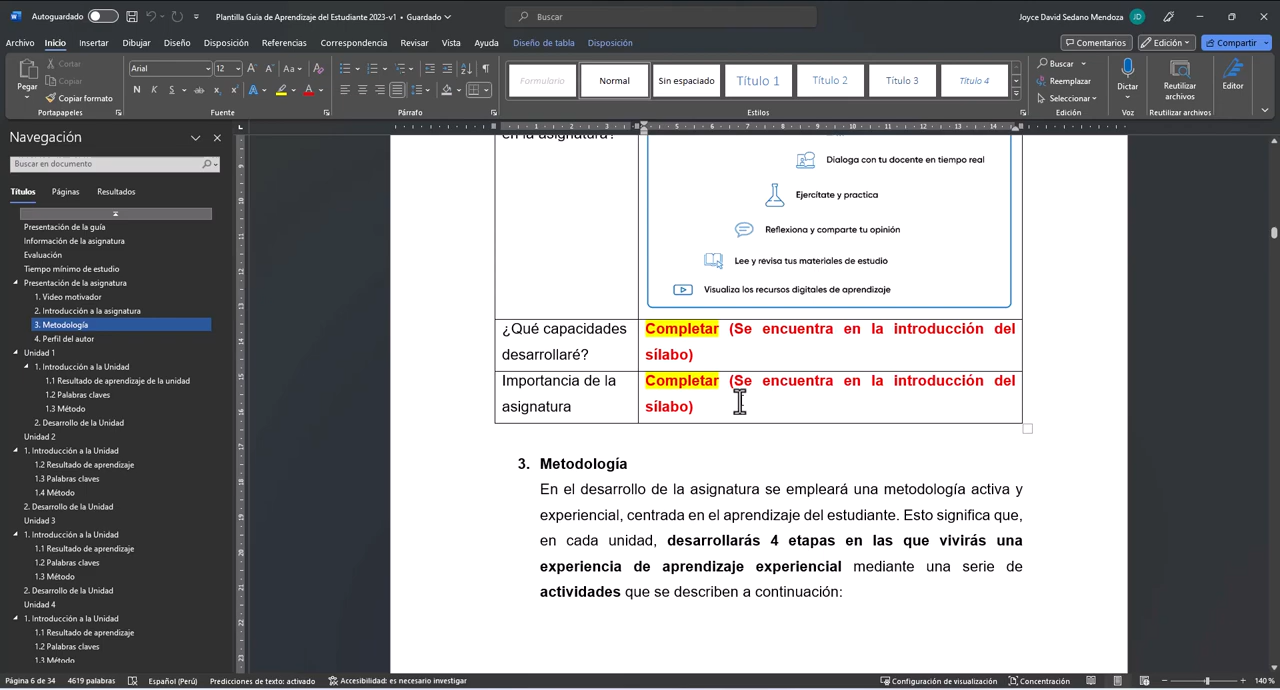 Autoguardado
Plantilla Guia de Aprendizaje del Estudiante 2023-v1 • Guardado
Buscar
Joyce David Sedano Mendoza
JD
Archivo Inicio Insertar Dibujar Diseño Disposición Referencias Correspondencia Revisar Vista Ayuda Diseño de tabla Disposición
Comentarios Edición Compartir
Pegar
Cortar
Copiar
Copiar formato
Portapapeles
Arial 12
N K S
Fuente
Párrafo
Formulario Normal Sin espaciado Título 1 Título 2 Título 3 Título 4
Estilos
Buscar
Reemplazar
Seleccionar
Edición
Dictar
Voz
Reutilizar archivos
Reutilizar archivos
Editor
Editor
Navegación
Buscar en documento
Títulos Páginas Resultados
Presentación de la guía
Información de la asignatura
Evaluación
Tiempo mínimo de estudio
Presentación de la asignatura
1. Video motivador
2. Introducción a la asignatura
3. Metodología
4. Perfil del autor
Unidad 1
1. Introducción a la Unidad
1.1 Resultado de aprendizaje de la unidad
1.2 Palabras claves
1.3 Método
2. Desarrollo de la Unidad
Unidad 2
1. Introducción a la Unidad
1.2 Resultado de aprendizaje
1.3 Palabras claves
1.4 Método
2. Desarrollo de la Unidad
Unidad 3
1. Introducción a la Unidad
1.1 Resultado de aprendizaje
1.2 Palabras claves
1.3 Método
2. Desarrollo de la Unidad
Unidad 4
1. Introducción a la Unidad
1.1 Resultado de aprendizaje
1.2 Palabras claves
1.3 Método
en la asignatura?
Dialoga con tu docente en tiempo real
Ejercítate y practica
Reflexiona y comparte tu opinión
Lee y revisa tus materiales de estudio
Visualiza los recursos digitales de aprendizaje
¿Qué capacidades desarrollaré?
Completar (Se encuentra en la introducción del
sílabo)
Importancia de la asignatura
Completar (Se encuentra en la introducción del
sílabo)
3. Metodología
En el desarrollo de la asignatura se empleará una metodología activa y
experiencial, centrada en el aprendizaje del estudiante. Esto significa que,
en cada unidad, desarrollarás 4 etapas en las que vivirás una
experiencia de aprendizaje experiencial mediante una serie de
actividades que se describen a continuación:
Página 6 de 34 4619 palabras Español (Perú) Predicciones de texto: activado Accesibilidad: es necesario investigar
Configuración de visualización Concentración 140 %